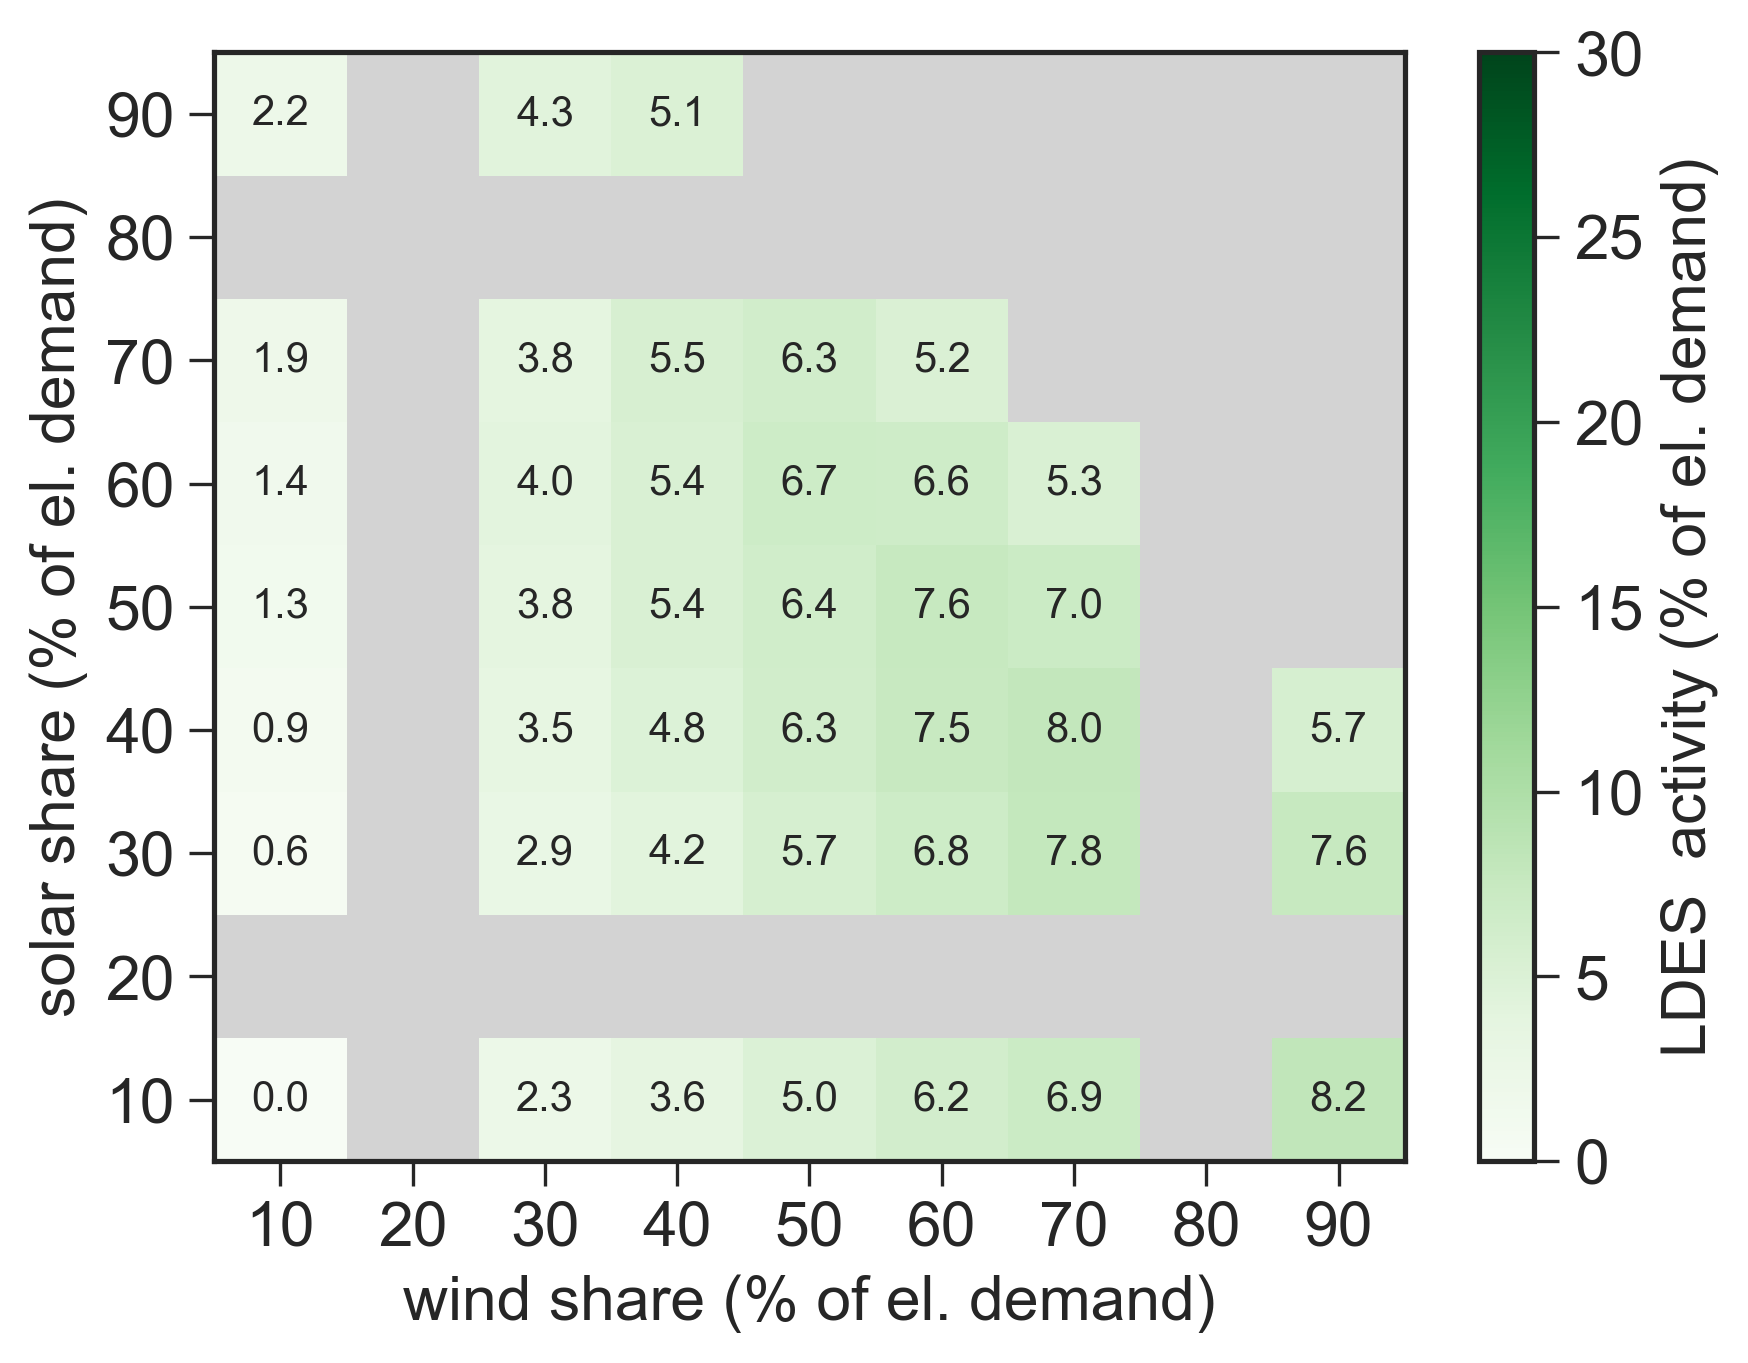 90 2.2 4.3 5.1
80
70 1.9 3.8 5.5 6.3 5.2
60 1.4 4.0 5.4 6.7 6.6 5.3
50 1.3 3.8 5.4 6.4 7.6 7.0
40 0.9 3.5 4.8 6.3 7.5 8.0 5.7
30 0.6 2.9 4.2 5.7 6.8 7.8 7.6
20
10 0.0 2.3 3.6 5.0 6.2 6.9 8.2
10 20 30 40 50 60 70 80 90
wind share (% of el. demand)
solar share (% of el. demand)
30
25
20
15
10
5
0
LDES activity (% of el. demand)